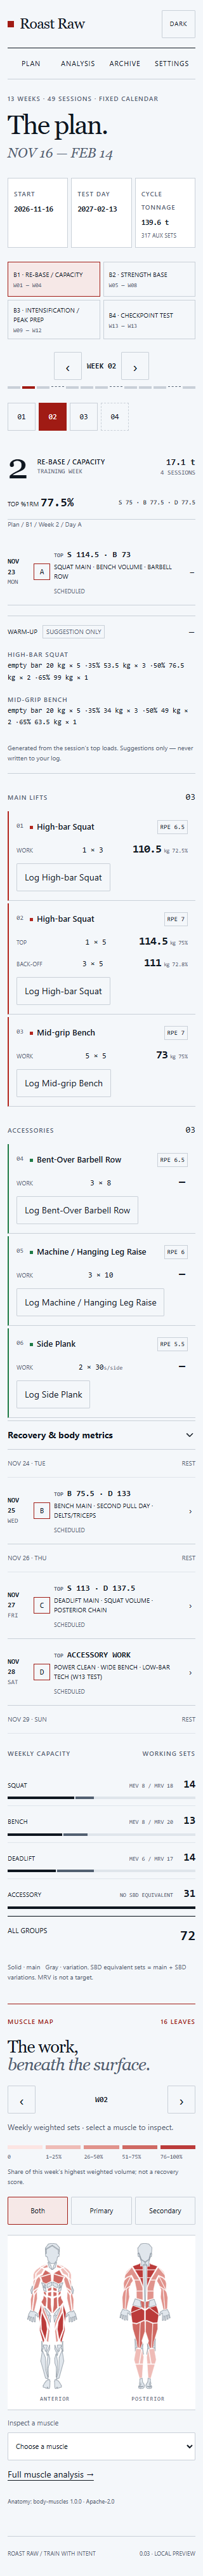 Roast Raw
DARK
PLAN ANALYSIS ARCHIVE SETTINGS
13 WEEKS · 49 SESSIONS · FIXED CALENDAR
The plan.
NOV 16 — FEB 14
START
2026-11-16
TEST DAY
2027-02-13
CYCLE
TONNAGE
139.6 t
317 AUX SETS
B1 · RE-BASE / CAPACITY
W01 — W04
B2 · STRENGTH BASE
W05 — W08
B3 · INTENSIFICATION /
PEAK PREP
W09 — W12
B4 · CHECKPOINT TEST
W13 — W13
‹ WEEK 02 ›
01 02 03 04
2 RE-BASE / CAPACITY 17.1 t
TRAINING WEEK 4 SESSIONS
TOP %1RM 77.5% S 75 · B 77.5 · D 77.5
Plan / B1 / Week 2 / Day A
NOV
23
MON
A
TOP S 114.5 · B 73
SQUAT MAIN · BENCH VOLUME · BARBELL
ROW
SCHEDULED
–
WARM-UP SUGGESTION ONLY –
HIGH-BAR SQUAT
empty bar 20 kg × 5 ·35% 53.5 kg × 3 ·50% 76.5
kg × 2 ·65% 99 kg × 1
MID-GRIP BENCH
empty bar 20 kg × 5 ·35% 34 kg × 3 ·50% 49 kg ×
2 ·65% 63.5 kg × 1
Generated from the session's top loads. Suggestions only — never
written to your log.
MAIN LIFTS 03
01 High-bar Squat RPE 6.5
WORK 1 × 3 110.5 kg 72.5%
Log High-bar Squat
02 High-bar Squat RPE 7
TOP 1 × 5 114.5 kg 75%
BACK-OFF 3 × 5 111 kg 72.8%
Log High-bar Squat
03 Mid-grip Bench RPE 7
WORK 5 × 5 73 kg 75%
Log Mid-grip Bench
ACCESSORIES 03
04 Bent-Over Barbell Row RPE 6.5
WORK 3 × 8 —
Log Bent-Over Barbell Row
05 Machine / Hanging Leg Raise RPE 6
WORK 3 × 10 —
Log Machine / Hanging Leg Raise
06 Side Plank RPE 5.5
WORK 2 × 30s/side —
Log Side Plank
Recovery & body metrics
NOV 24 · TUE REST
NOV
25
WED
B
TOP B 75.5 · D 133
BENCH MAIN · SECOND PULL DAY ·
DELTS/TRICEPS
SCHEDULED
›
NOV 26 · THU REST
NOV
27
FRI
C
TOP S 113 · D 137.5
DEADLIFT MAIN · SQUAT VOLUME ·
POSTERIOR CHAIN
SCHEDULED
›
NOV
28
SAT
D
TOP ACCESSORY WORK
POWER CLEAN · WIDE BENCH · LOW-BAR
TECH (W13 TEST)
SCHEDULED
›
NOV 29 · SUN REST
WEEKLY CAPACITY WORKING SETS
SQUAT MEV 8 / MRV 18 14
BENCH MEV 8 / MRV 20 13
DEADLIFT MEV 6 / MRV 17 14
ACCESSORY NO SBD EQUIVALENT 31
ALL GROUPS 72
Solid · main Gray · variation. SBD equivalent sets = main + SBD
variations. MRV is not a target.
MUSCLE MAP 16 LEAVES
The work,
beneath the surface.
‹ W02 ›
Weekly weighted sets · select a muscle to inspect.
0 1–25% 26–50% 51–75% 76–100%
Share of this week's highest weighted volume; not a recovery
score.
Both Primary Secondary
ANTERIOR POSTERIOR
Inspect a muscle
Choose a muscle
Full muscle analysis →
Anatomy: body-muscles 1.0.0 · Apache-2.0
ROAST RAW / TRAIN WITH INTENT 0.03 · LOCAL PREVIEW